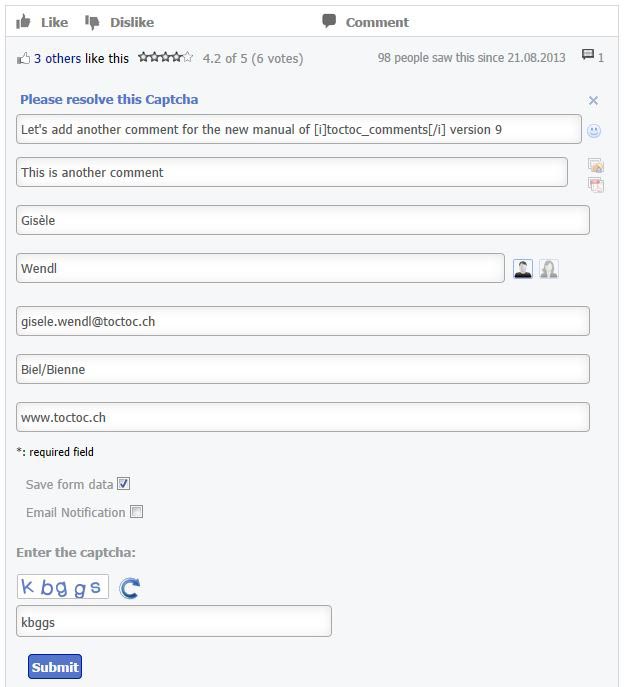 Like Dislike Comment
3 others like this 4.2 of 5 (6 votes) 98 people saw this since 21.08.2013 1
Please resolve this Captcha
Let's add another comment for the new manual of [i]toctoc_comments[/i] version 9
This is another comment
Gisèle
Wendl
gisele.wendl@toctoc.ch
Biel/Bienne
www.toctoc.ch
*: required field
Save form data
Email Notification
Enter the captcha:
kbggs
kbggs
Submit